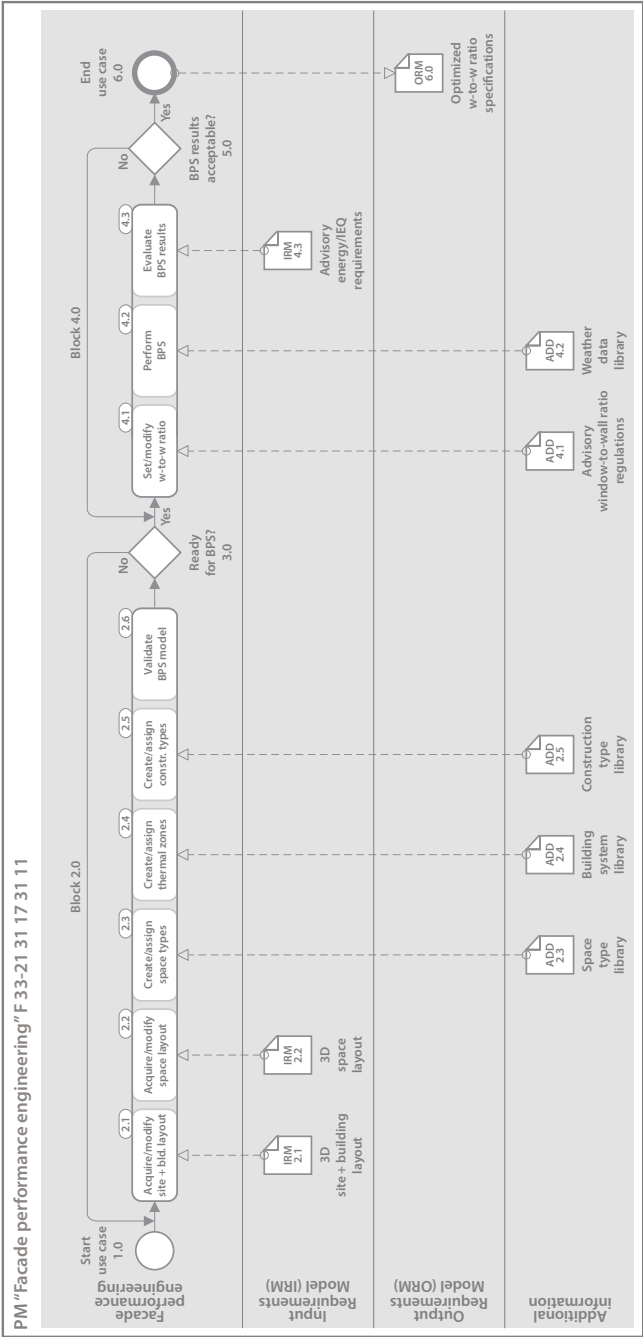 PM "Facade performance engineering" F 33-21 31 17 31 11
Facade
performance
engineering
Start
use case
1.0
Block 2.0
2.1
Acquire/modify
site + bld. layout
2.2
Acquire/modify
space layout
2.3
Create/assign
space types
2.4
Create/assign
thermal zones
2.5
Create/assign
constr. types
2.6
Validate
BPS model
No
Yes
Ready
for BPS?
3.0
Block 4.0
4.1
Set/modify
w-to-w ratio
4.2
Perform
BPS
4.3
Evaluate
BPS results
No
Yes
BPS results
acceptable?
5.0
End
use case
6.0
Input
Requirements
Model (IRM)
IRM
2.1
3D
site + building
layout
IRM
2.2
3D
space
layout
IRM
4.3
Advisory
energy/IEQ
requirements
Output
Requirements
Model (ORM)
ORM
6.0
Optimized
w-to-w ratio
specifications
Additional
information
ADD
2.3
Space
type
library
ADD
2.4
Building
system
library
ADD
2.5
Construction
type
library
ADD
4.1
Advisory
window-to-wall ratio
regulations
ADD
4.2
Weather
data
library